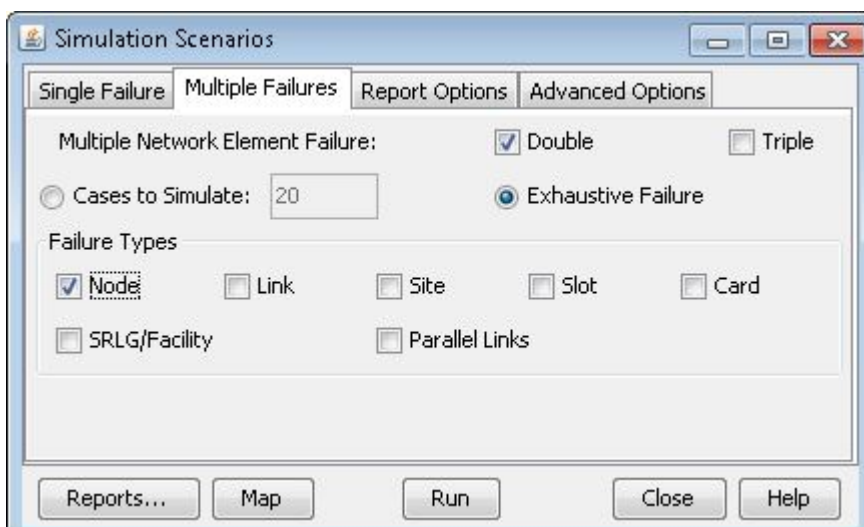 Simulation Scenarios
Single Failure Multiple Failures Report Options Advanced Options
Multiple Network Element Failure: Double Triple
Cases to Simulate: 20 Exhaustive Failure
Failure Types
Node Link Site Slot Card
SRLG/Facility Parallel Links
Reports... Map Run Close Help